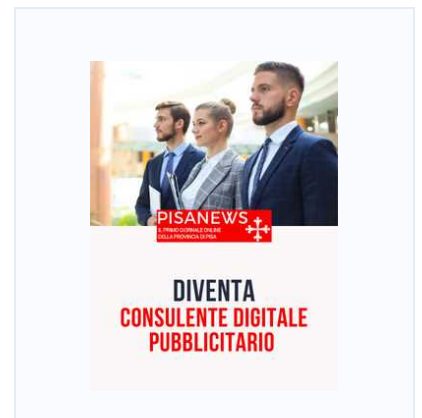 PISANEWS
IL PRIMO GIORNALE ONLINE
DELLA PROVINCIA DI PISA
DIVENTA
CONSULENTE DIGITALE
PUBBLICITARIO